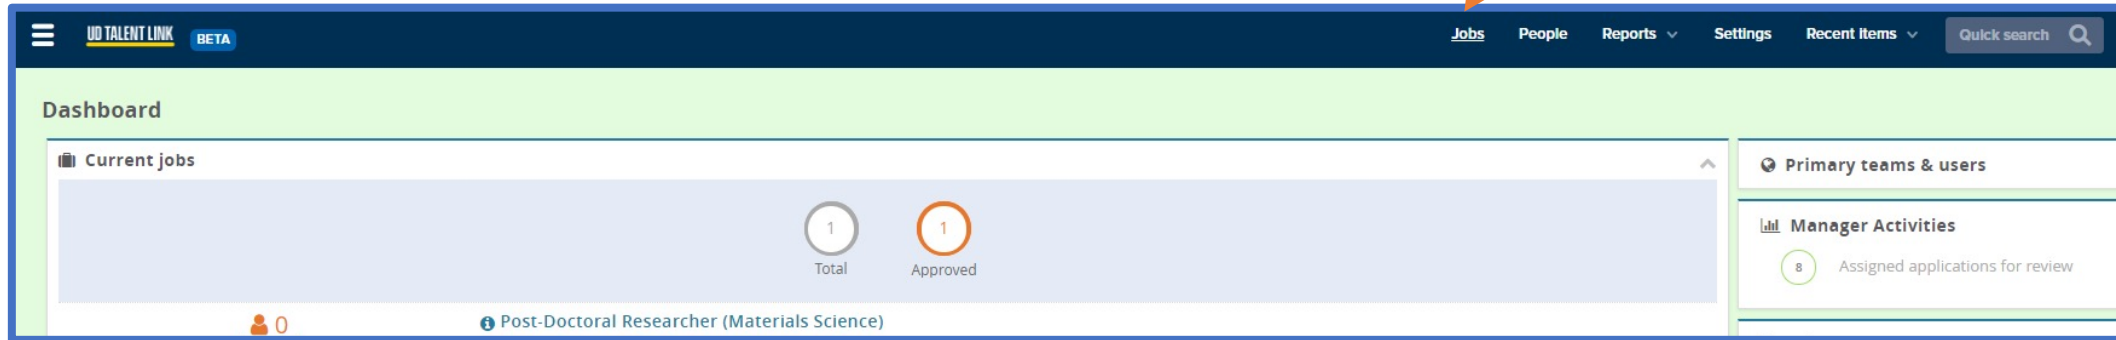 UD TALENT LINK BETA Jobs People Reports Settings Recent items Quick search
Dashboard
Current jobs
1 1
Total Approved
0 Post-Doctoral Researcher (Materials Science)
Primary teams & users
Manager Activities
8 Assigned applications for review